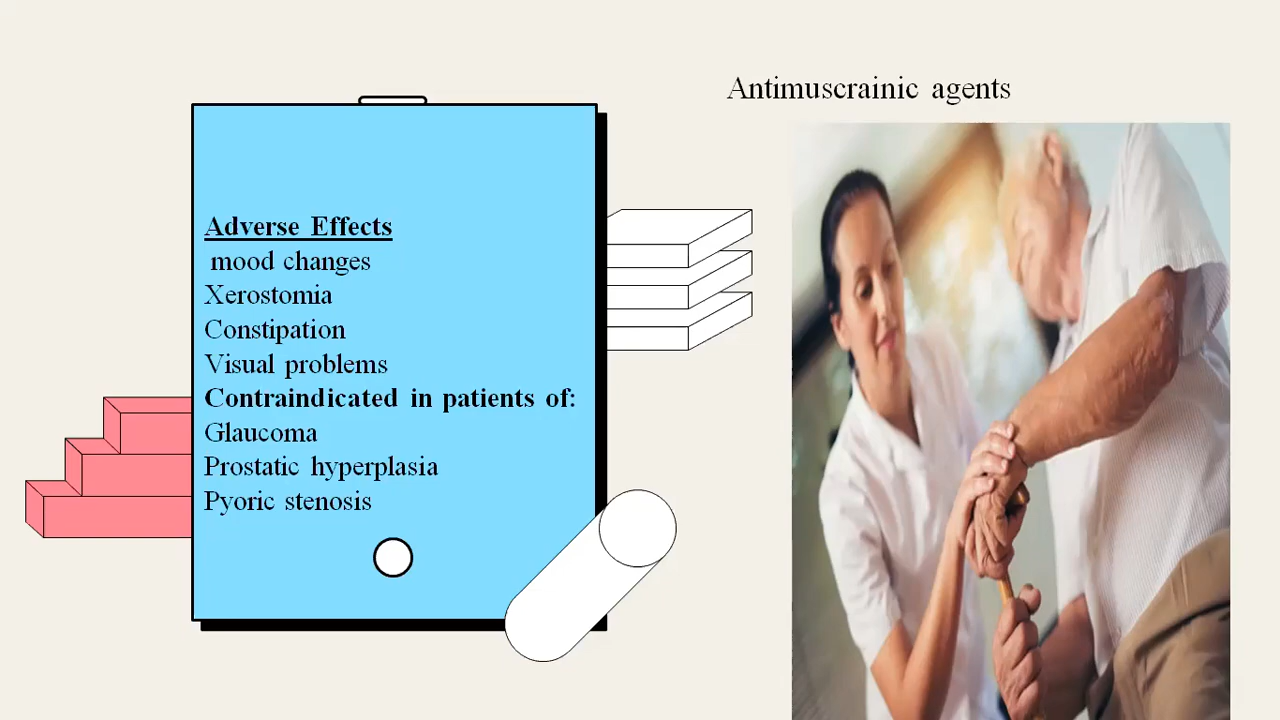 Antimuscrainic agents
Adverse Effects
mood changes
Xerostomia
Constipation
Visual problems
Contraindicated in patients of:
Glaucoma
Prostatic hyperplasia
Pyoric stenosis